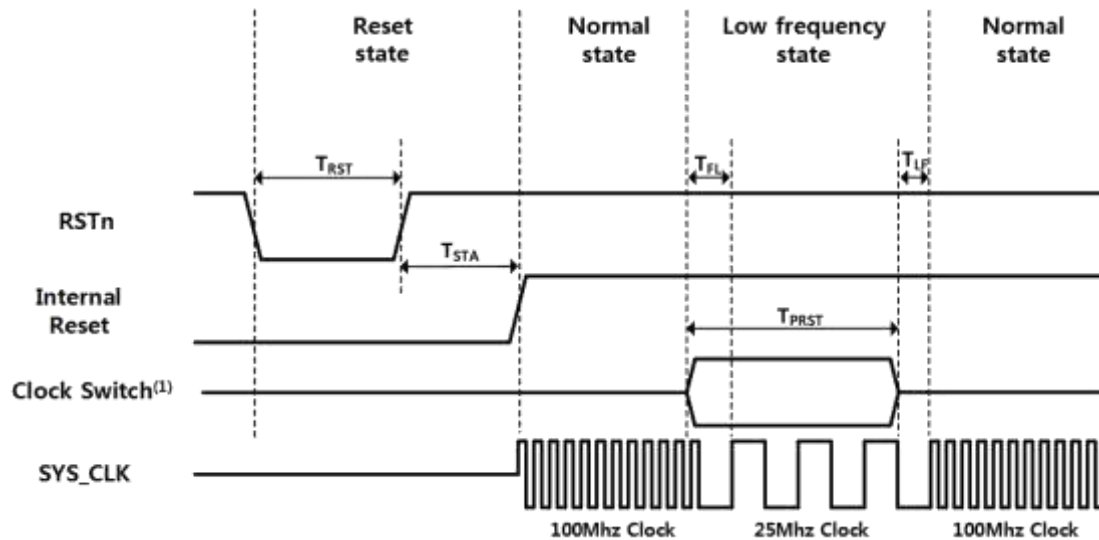 Reset
state
Normal
state
Low frequency
state
Normal
state
TRST
TFL
TLF
RSTn
TSTA
Internal
Reset
TPRST
Clock Switch(1)
SYS_CLK
100Mhz Clock
25Mhz Clock
100Mhz Clock